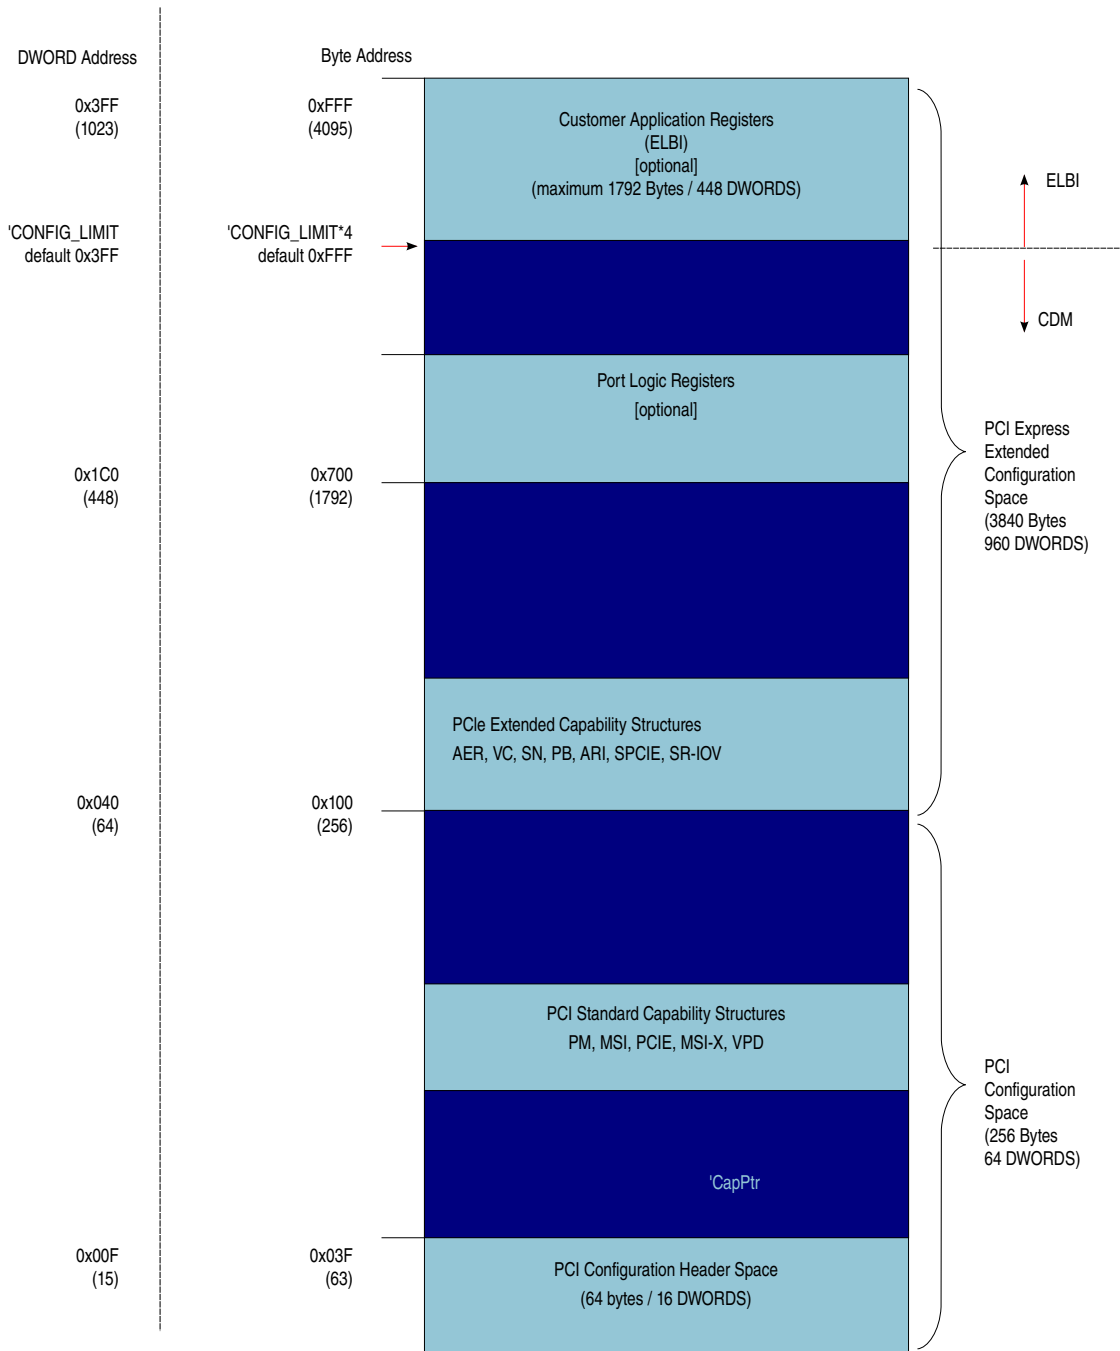 DWORD Address
Byte Address
0x3FF
(1023)
0xFFF
(4095)
Customer Application Registers
(ELBI)
[optional]
(maximum 1792 Bytes / 448 DWORDS)
ELBI
'CONFIG_LIMIT
default 0x3FF
'CONFIG_LIMIT*4
default 0xFFF
CDM
Port Logic Registers
[optional]
PCI Express
Extended
Configuration
Space
(3840 Bytes
960 DWORDS)
0x1C0
(448)
0x700
(1792)
PCIe Extended Capability Structures
AER, VC, SN, PB, ARI, SPCIE, SR-IOV
0x040
(64)
0x100
(256)
PCI Standard Capability Structures
PM, MSI, PCIE, MSI-X, VPD
PCI
Configuration
Space
(256 Bytes
64 DWORDS)
'CapPtr
0x00F
(15)
0x03F
(63)
PCI Configuration Header Space
(64 bytes / 16 DWORDS)